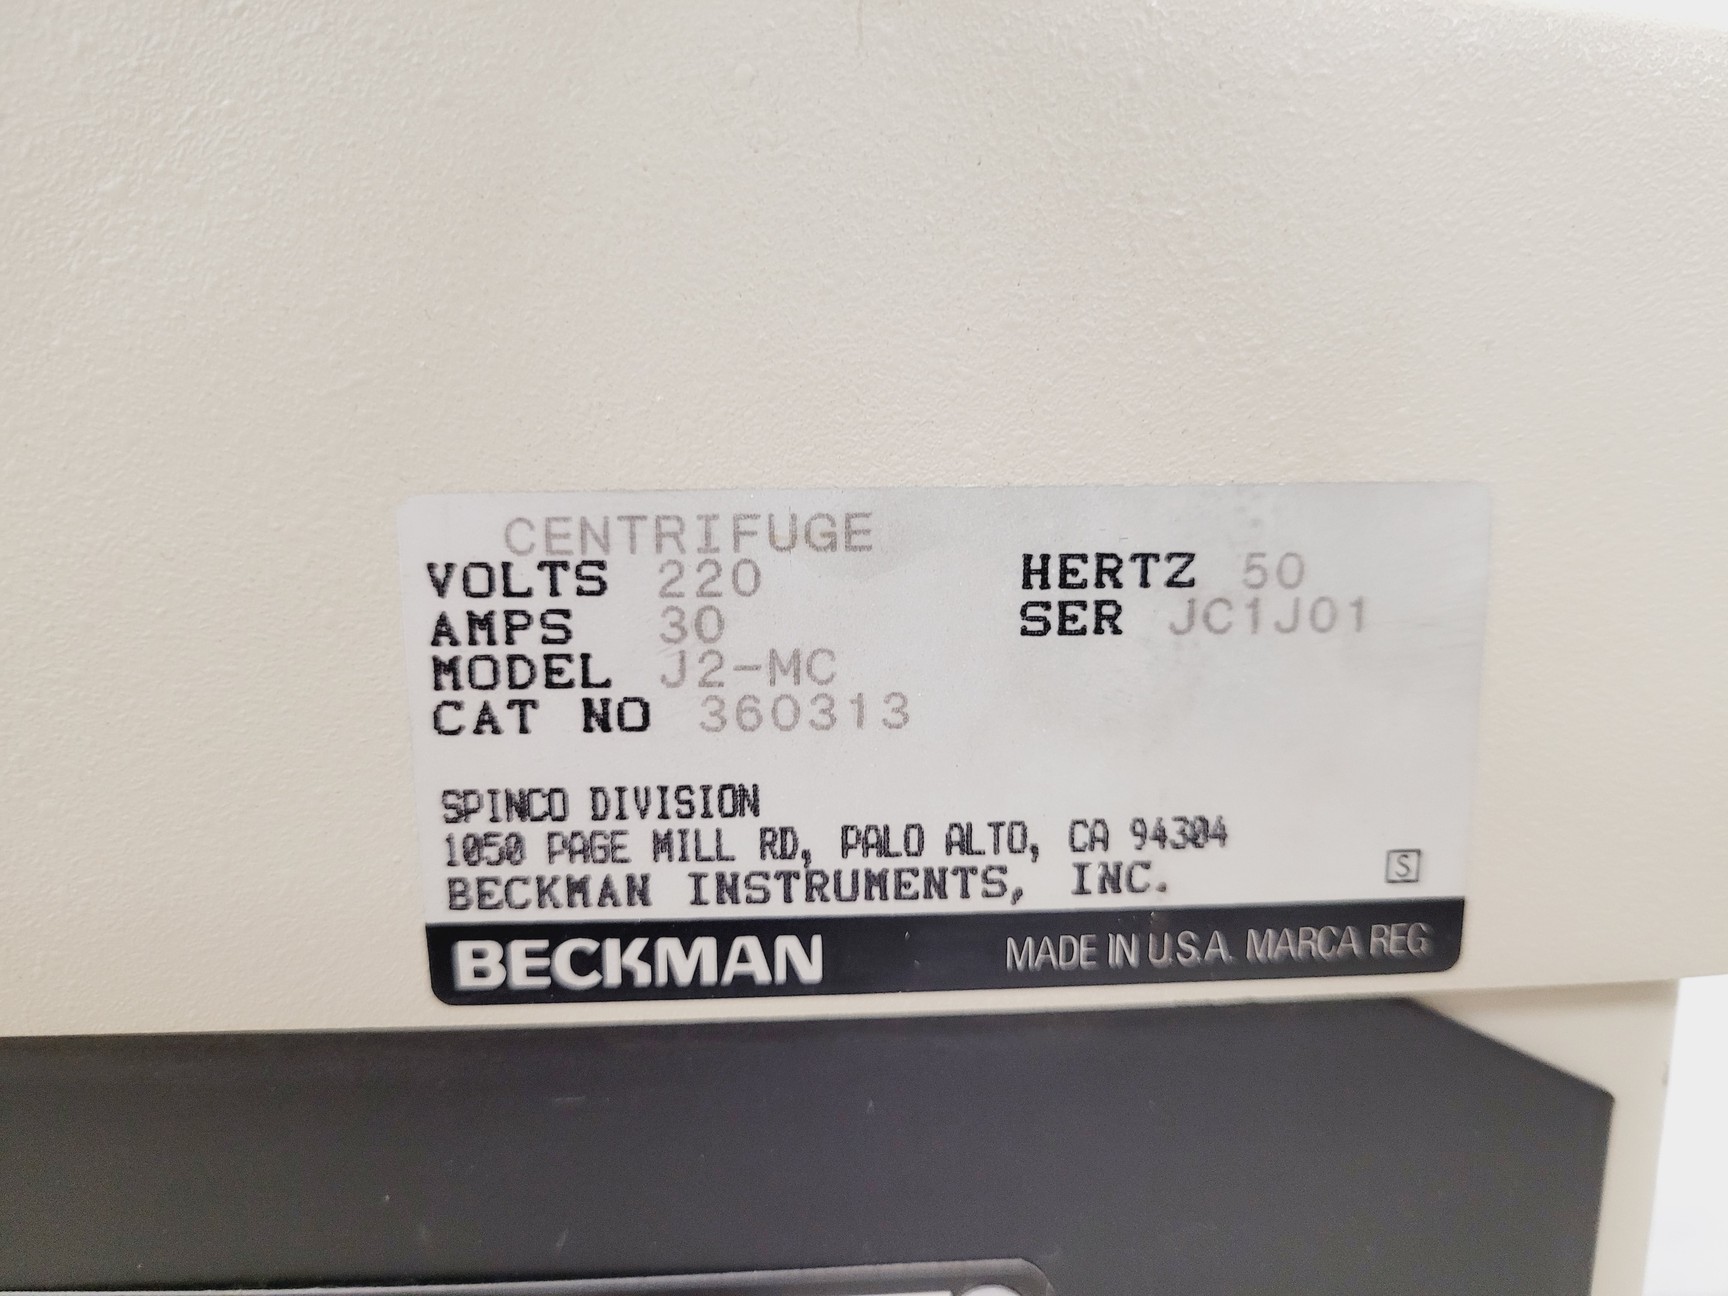 CENTRIFUGE
VOLTS 220 HERTZ 50
AMPS 30 SER JC1J01
MODEL J2-MC
CAT NO 360313
SPINCO DIVISION
1050 PAGE MILL RD, PALO ALTO, CA 94304
BECKMAN INSTRUMENTS, INC. S
BECKMAN MADE IN U.S.A. MARCA REG